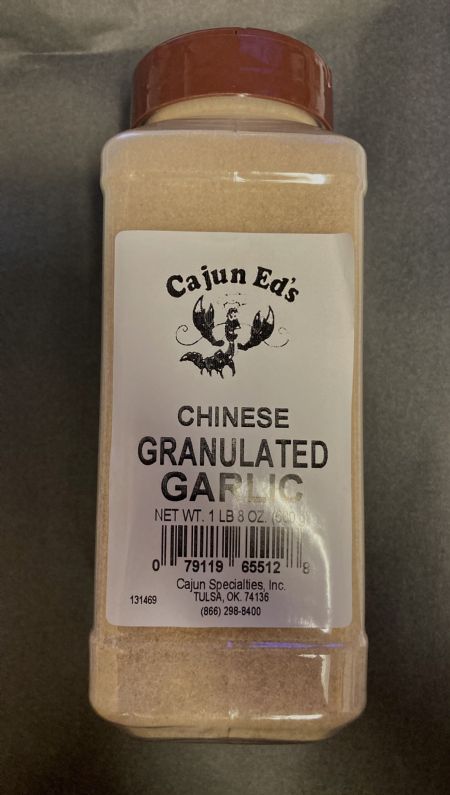 Cajun Ed's
CHINESE
GRANULATED
GARLIC
NET WT. 1 LB 8 OZ.
0 79119 65512 8
Cajun Specialties, Inc.
131469 TULSA, OK. 74136
(866) 298-8400